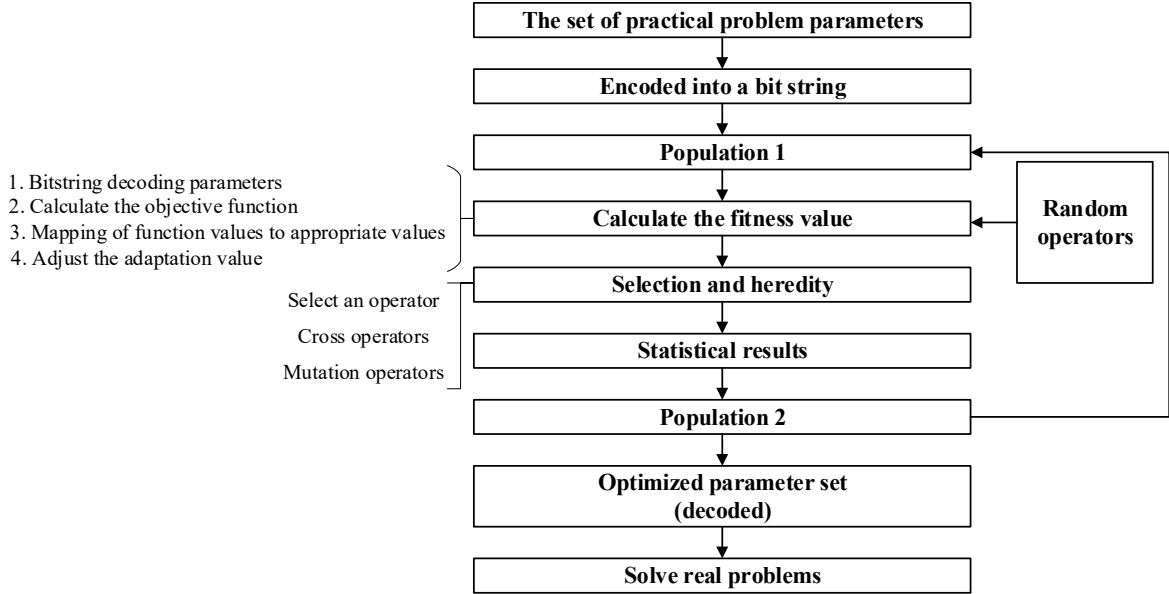 The set of practical problem parameters
Encoded into a bit string
Population 1
1. Bitstring decoding parameters
2. Calculate the objective function
3. Mapping of function values to appropriate values
4. Adjust the adaptation value
Calculate the fitness value
Random
operators
Selection and heredity
Select an operator
Cross operators
Mutation operators
Statistical results
Population 2
Optimized parameter set
(decoded)
Solve real problems